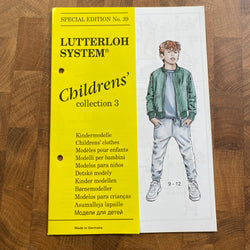 SPECIAL EDITION No. 39
LUTTERLOH
SYSTEM®
Childrens'
collection 3
Kindermodelle
Childrens' clothes
Modèles pour enfants
Modelli per bambini
Modelos para niños
Detské modely
Kinder modellen
Børnemodeller
Modelos para crianças
Asumalleja lapsille
Модели для детей
Made in Germany
9 - 12